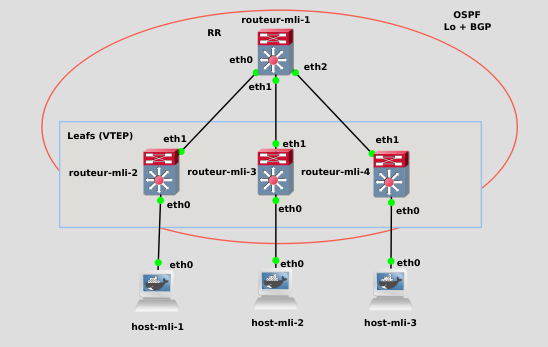 routeur-mli-1
OSPF
Lo + BGP
RR
eth0
eth2
eth1
Leafs (VTEP)
eth1
eth1
eth1
routeur-mli-2
routeur-mli-3
routeur-mli-4
eth0
eth0
eth0
eth0
eth0
eth0
host-mli-1
host-mli-2
host-mli-3